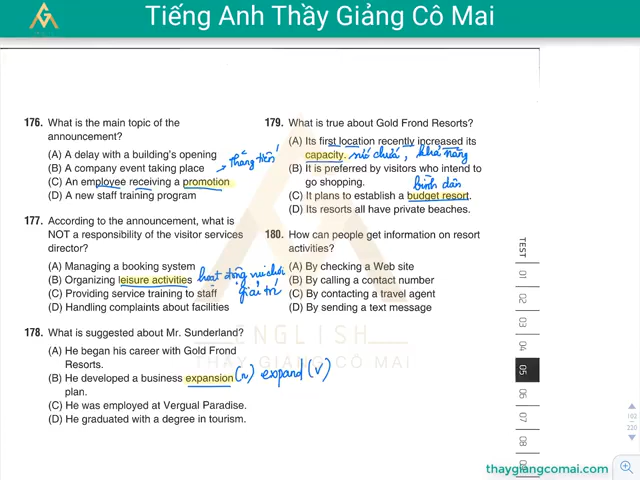 Tiếng Anh Thầy Giảng Cô Mai
176. What is the main topic of the
announcement?
(A) A delay with a building's opening
(B) A company event taking place
(C) An employee receiving a promotion
thăng tiến
(D) A new staff training program
177. According to the announcement, what is
NOT a responsibility of the visitor services
director?
(A) Managing a booking system
(B) Organizing leisure activities
hoạt động vui chơi
giải trí
(C) Providing service training to staff
(D) Handling complaints about facilities
178. What is suggested about Mr. Sunderland?
(A) He began his career with Gold Frond
Resorts.
(B) He developed a business expansion (n) expand (v)
plan.
(C) He was employed at Vergual Paradise.
(D) He graduated with a degree in tourism.
179. What is true about Gold Frond Resorts?
(A) Its first location recently increased its
capacity. sức chứa, khả năng
(B) It is preferred by visitors who intend to
go shopping.
bình dân
(C) It plans to establish a budget resort.
(D) Its resorts all have private beaches.
180. How can people get information on resort
activities?
(A) By checking a Web site
(B) By calling a contact number
(C) By contacting a travel agent
(D) By sending a text message
ENGLISH
THẦY GIẢNG CÔ MAI
TEST
01
02
03
04
05
06
07
08
102
220
thaygiangcomai.com